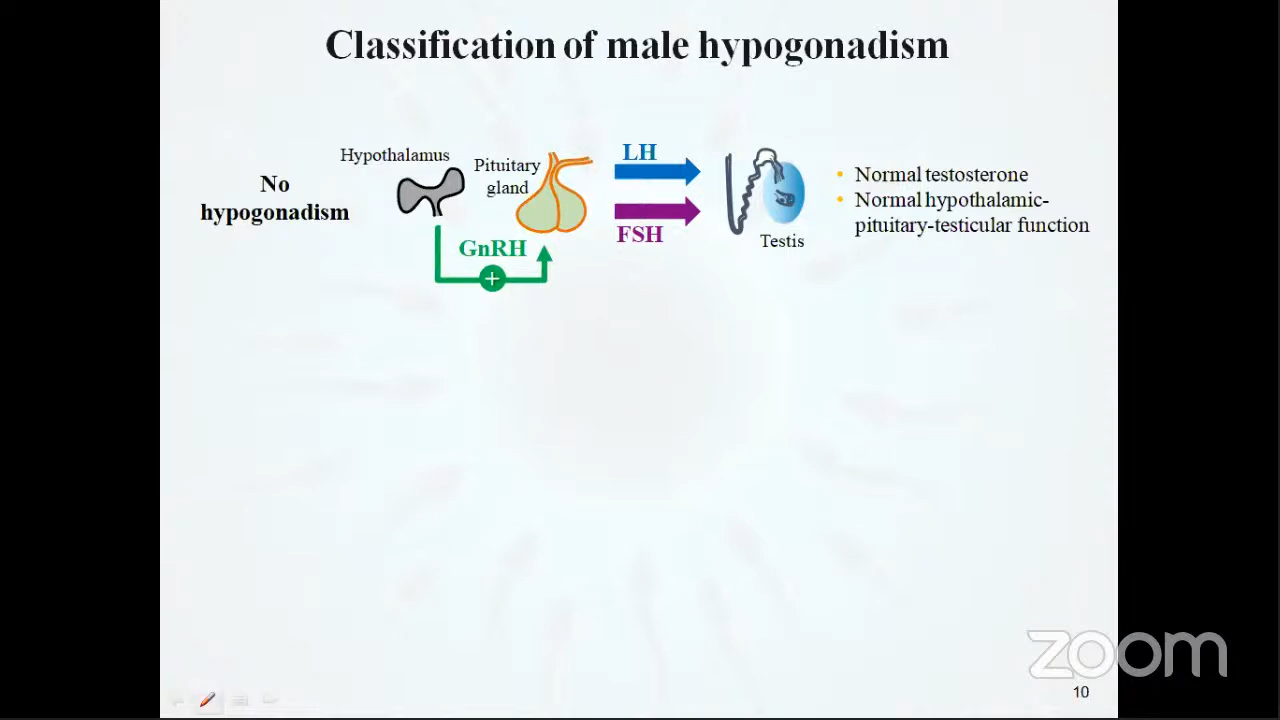 Classification of male hypogonadism
No
hypogonadism
Hypothalamus
Pituitary
gland
GnRH
+
LH
FSH
Testis
• Normal testosterone
• Normal hypothalamic-
pituitary-testicular function
zoom
10